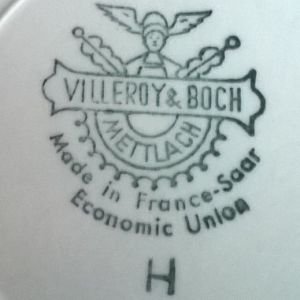 VILLEROY & BOCH
METTLACH
Made in France-Saar
Economic Union
H